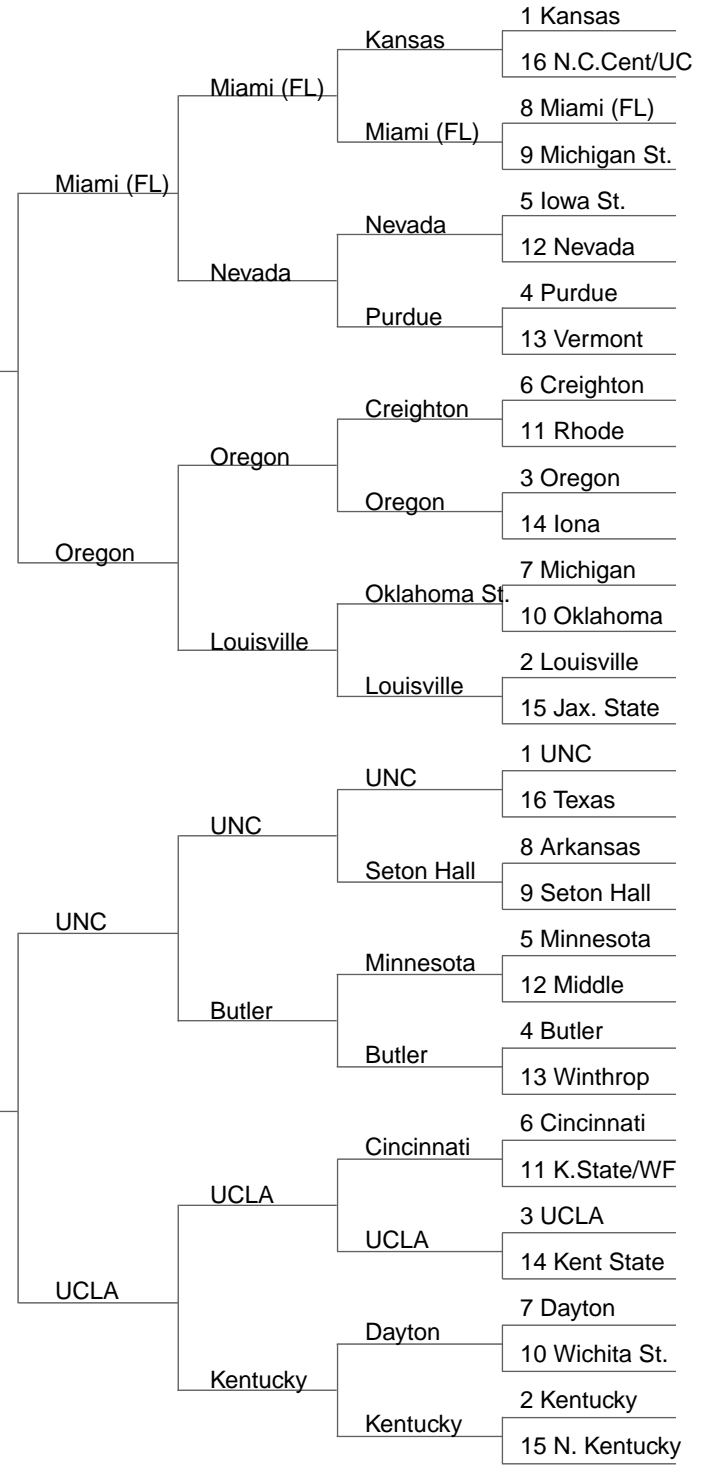 1 Kansas
Kansas
16 N.C.Cent/UC
Miami (FL)
8 Miami (FL)
Miami (FL)
9 Michigan St.
Miami (FL)
5 Iowa St.
Nevada
12 Nevada
Nevada
4 Purdue
Purdue
13 Vermont
6 Creighton
Creighton
11 Rhode
Oregon
3 Oregon
Oregon
14 Iona
Oregon
7 Michigan
Oklahoma St.
10 Oklahoma
Louisville
2 Louisville
Louisville
15 Jax. State
1 UNC
UNC
16 Texas
UNC
8 Arkansas
Seton Hall
9 Seton Hall
UNC
5 Minnesota
Minnesota
12 Middle
Butler
4 Butler
Butler
13 Winthrop
6 Cincinnati
Cincinnati
11 K.State/WF
UCLA
3 UCLA
UCLA
14 Kent State
UCLA
7 Dayton
Dayton
10 Wichita St.
Kentucky
2 Kentucky
Kentucky
15 N. Kentucky